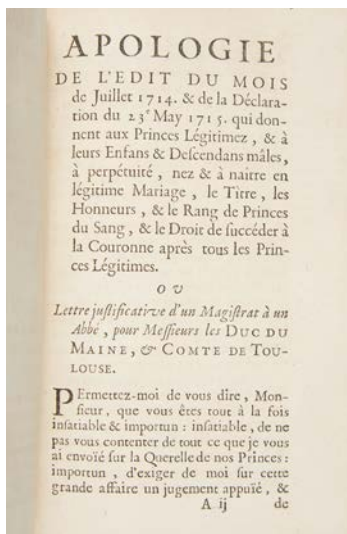 APOLOGIE
DE L'EDIT DU MOIS
de Juillet 1714. & de la Déclara-
tion du 23ᵉ May 1715. qui don-
nent aux Princes Légitimez, & à
leurs Enfans & Deſcendans mâles,
à perpétuité, nez & à naitre en
légitime Mariage, le Titre, les
Honneurs, & le Rang de Princes
du Sang, & le Droit de ſuccéder à
la Couronne après tous les Prin-
ces Légitimes.
OU
Lettre juſtificative d'un Magiſtrat à un
Abbé, pour Meſſieurs les DUC DU
MAINE, & COMTE DE TOU-
LOUSE.
PErmettez-moi de vous dîre, Mon-
ſieur, que vous êtes tout à la fois
inſatiable & importun : inſatiable, de ne
pas vous contenter de tout ce que je vous
ai envoïé ſur la Querelle de nos Princes :
importun, d'exiger de moi ſur cette
grande affaire un jugement appuïé, &
A ij de